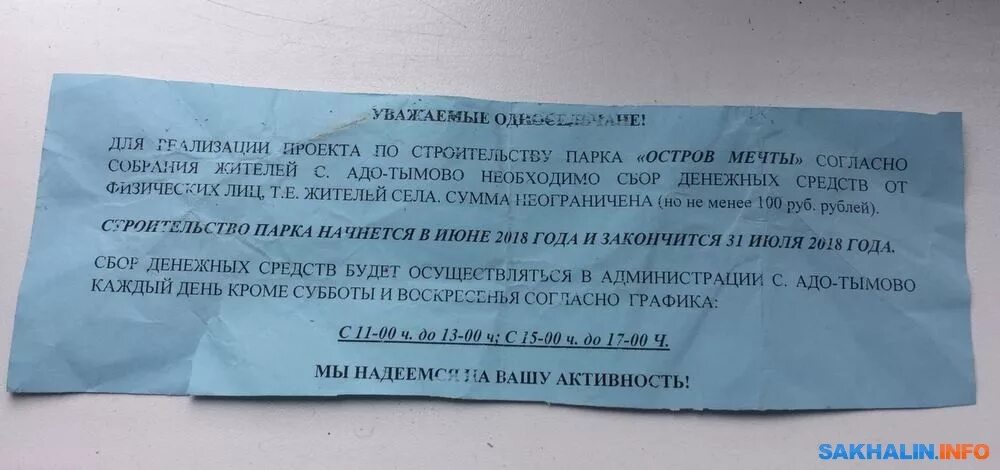 УВАЖАЕМЫЕ ОДНОСЕЛЬЧАНЕ!
ДЛЯ РЕАЛИЗАЦИИ ПРОЕКТА ПО СТРОИТЕЛЬСТВУ ПАРКА «ОСТРОВ МЕЧТЫ» СОГЛАСНО
СОБРАНИЯ ЖИТЕЛЕЙ С. АДО-ТЫМОВО НЕОБХОДИМО СБОР ДЕНЕЖНЫХ СРЕДСТВ ОТ
ФИЗИЧЕСКИХ ЛИЦ, Т.Е. ЖИТЕЛЕЙ СЕЛА. СУММА НЕОГРАНИЧЕНА (но не менее 100 руб. рублей).
СТРОИТЕЛЬСТВО ПАРКА НАЧНЕТСЯ В ИЮНЕ 2018 ГОДА И ЗАКОНЧИТСЯ 31 ИЮЛЯ 2018 ГОДА.
СБОР ДЕНЕЖНЫХ СРЕДСТВ БУДЕТ ОСУЩЕСТВЛЯТЬСЯ В АДМИНИСТРАЦИИ С. АДО-ТЫМОВО
КАЖДЫЙ ДЕНЬ КРОМЕ СУББОТЫ И ВОСКРЕСЕНЬЯ СОГЛАСНО ГРАФИКА:
С 11-00 ч. до 13-00 ч; С 15-00 ч. до 17-00 Ч.
МЫ НАДЕЕМСЯ НА ВАШУ АКТИВНОСТЬ!
SAKHALIN.INFO